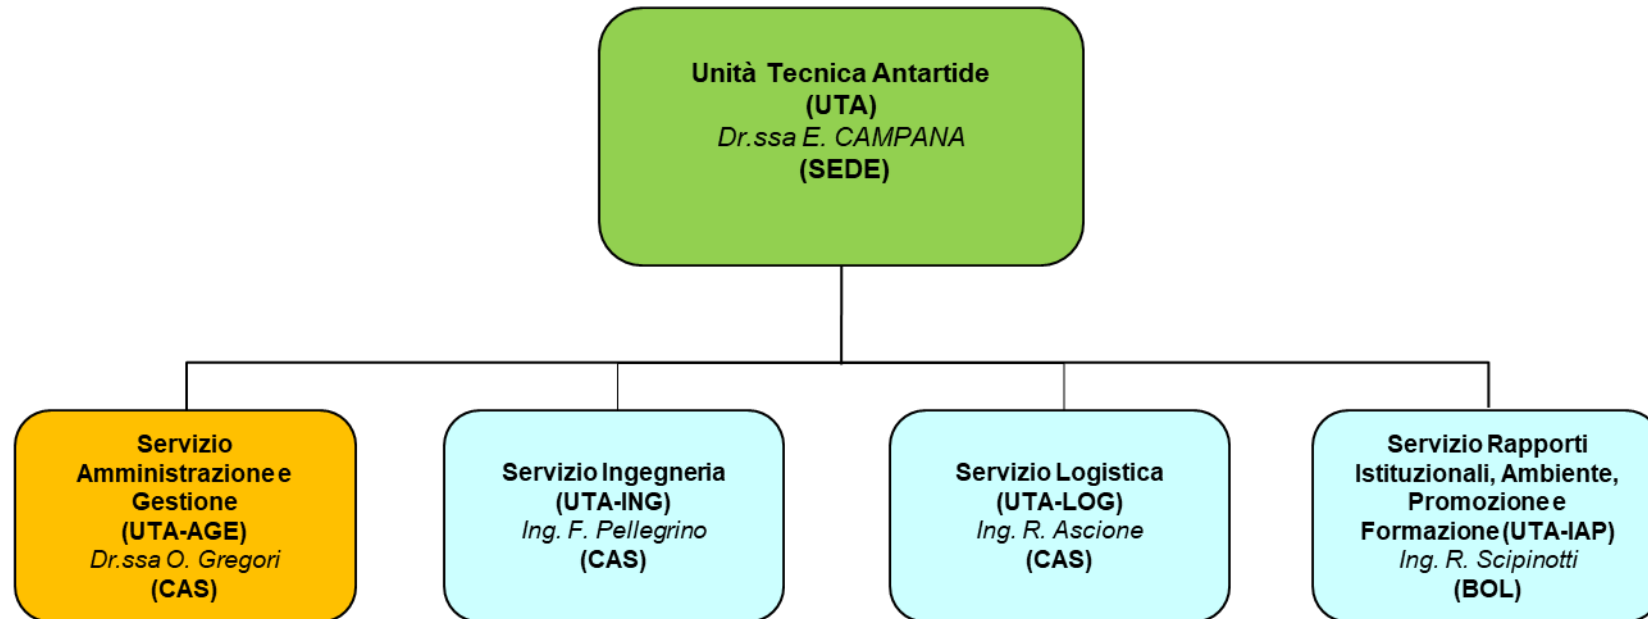 Unità Tecnica Antartide
(UTA)
Dr.ssa E. CAMPANA
(SEDE)
Servizio
Amministrazione e
Gestione
(UTA-AGE)
Dr.ssa O. Gregori
(CAS)
Servizio Ingegneria
(UTA-ING)
Ing. F. Pellegrino
(CAS)
Servizio Logistica
(UTA-LOG)
Ing. R. Ascione
(CAS)
Servizio Rapporti
Istituzionali, Ambiente,
Promozione e
Formazione (UTA-IAP)
Ing. R. Scipinotti
(BOL)